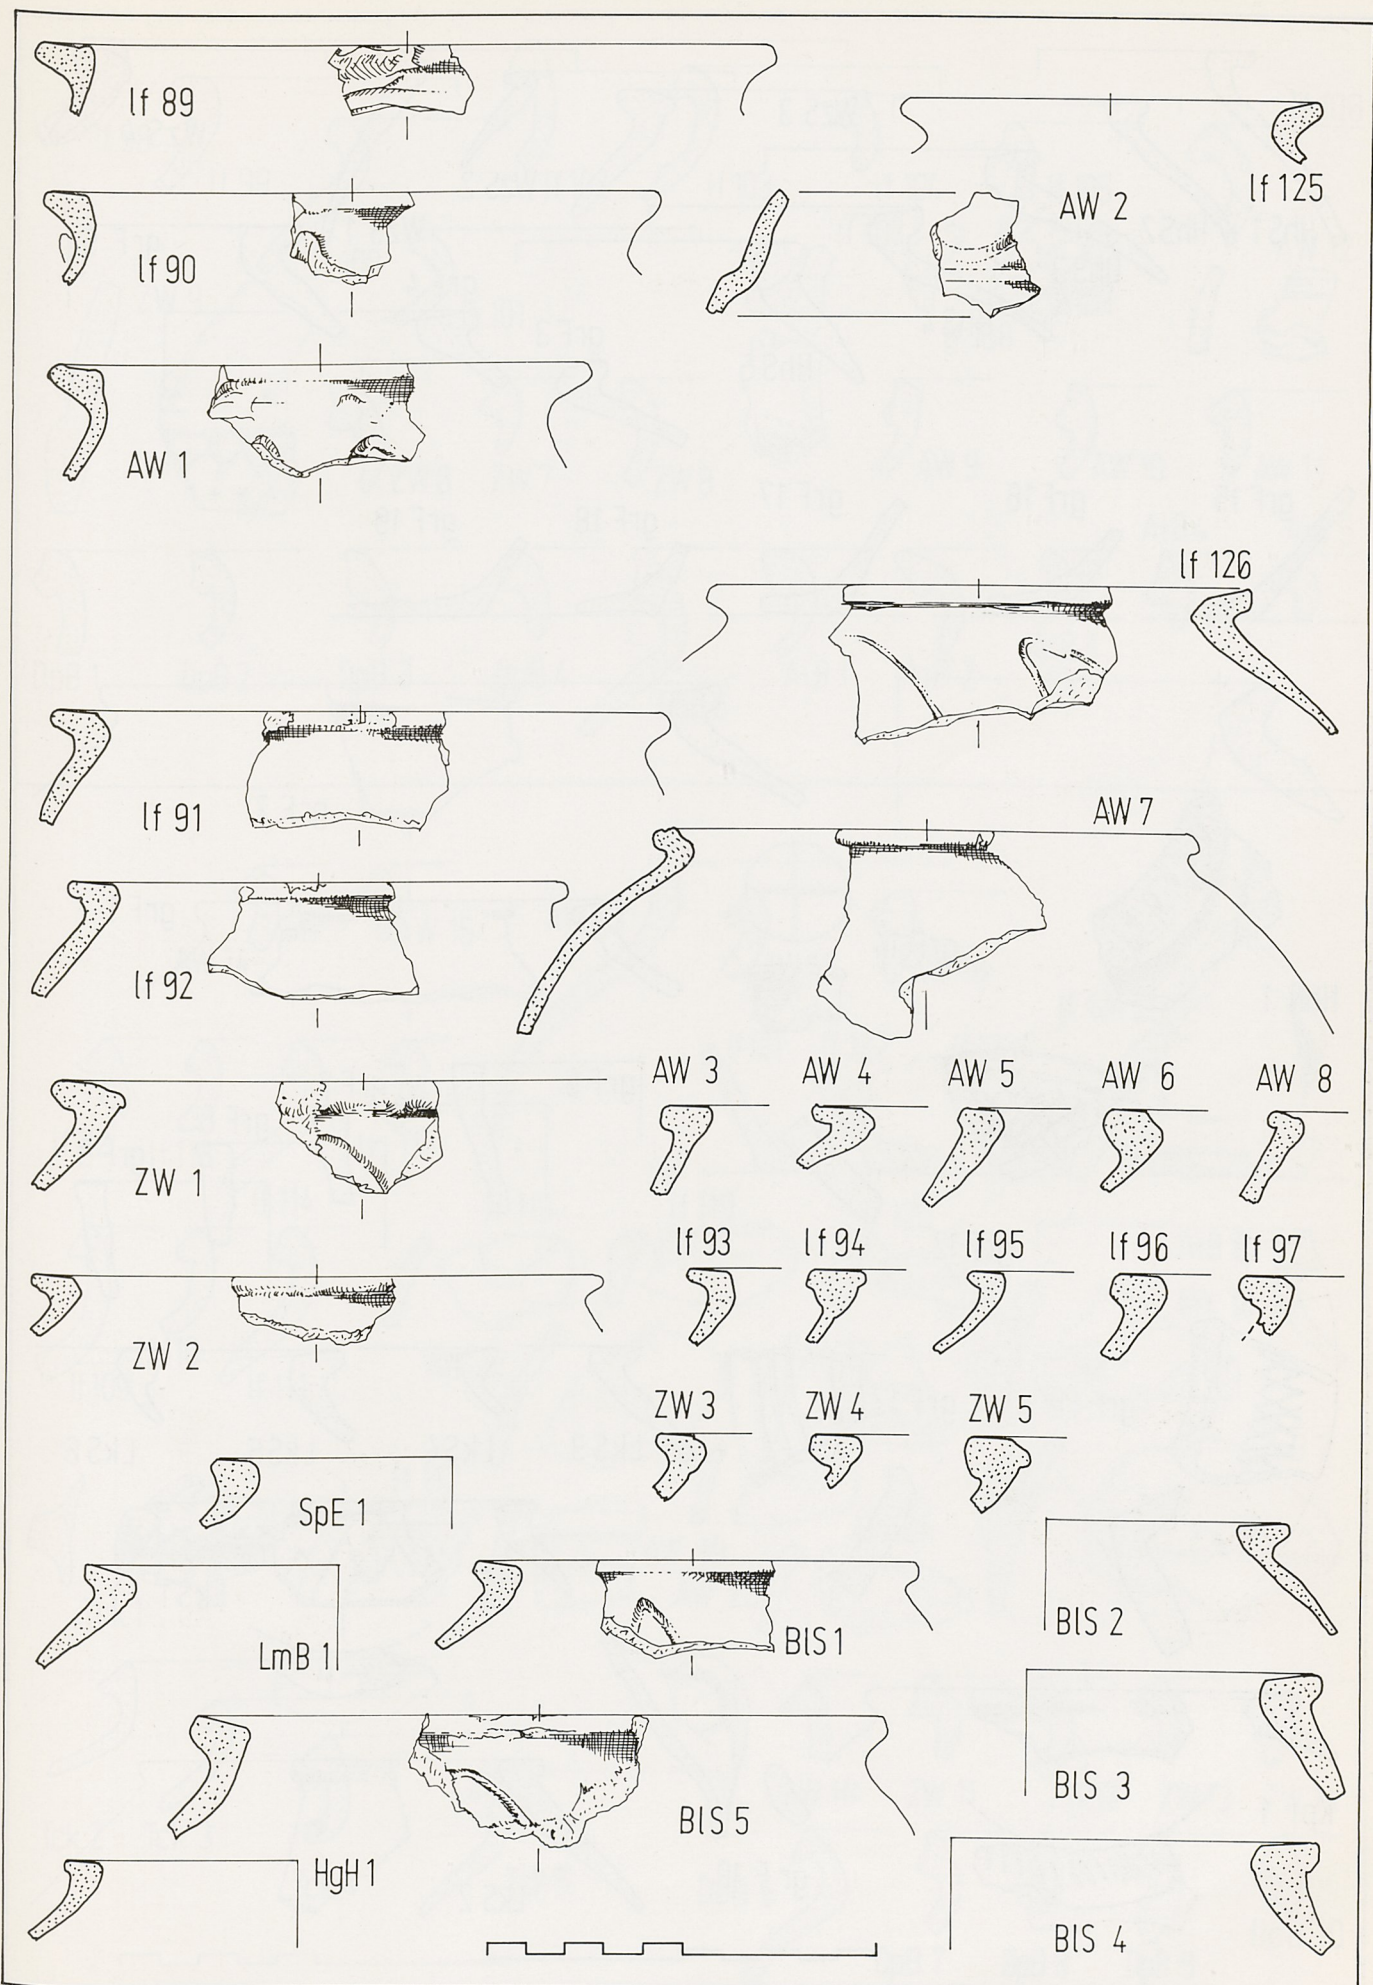 lf 89
lf 125
AW 2
lf 90
AW 1
lf 126
lf 91
AW 7
lf 92
AW 3 AW 4 AW 5 AW 6 AW 8
ZW 1
lf 93 lf 94 lf 95 lf 96 lf 97
ZW 2
ZW 3 ZW 4 ZW 5
SpE 1
BlS 2
LmB 1
BlS 1
BlS 3
BlS 5
HgH 1
BlS 4